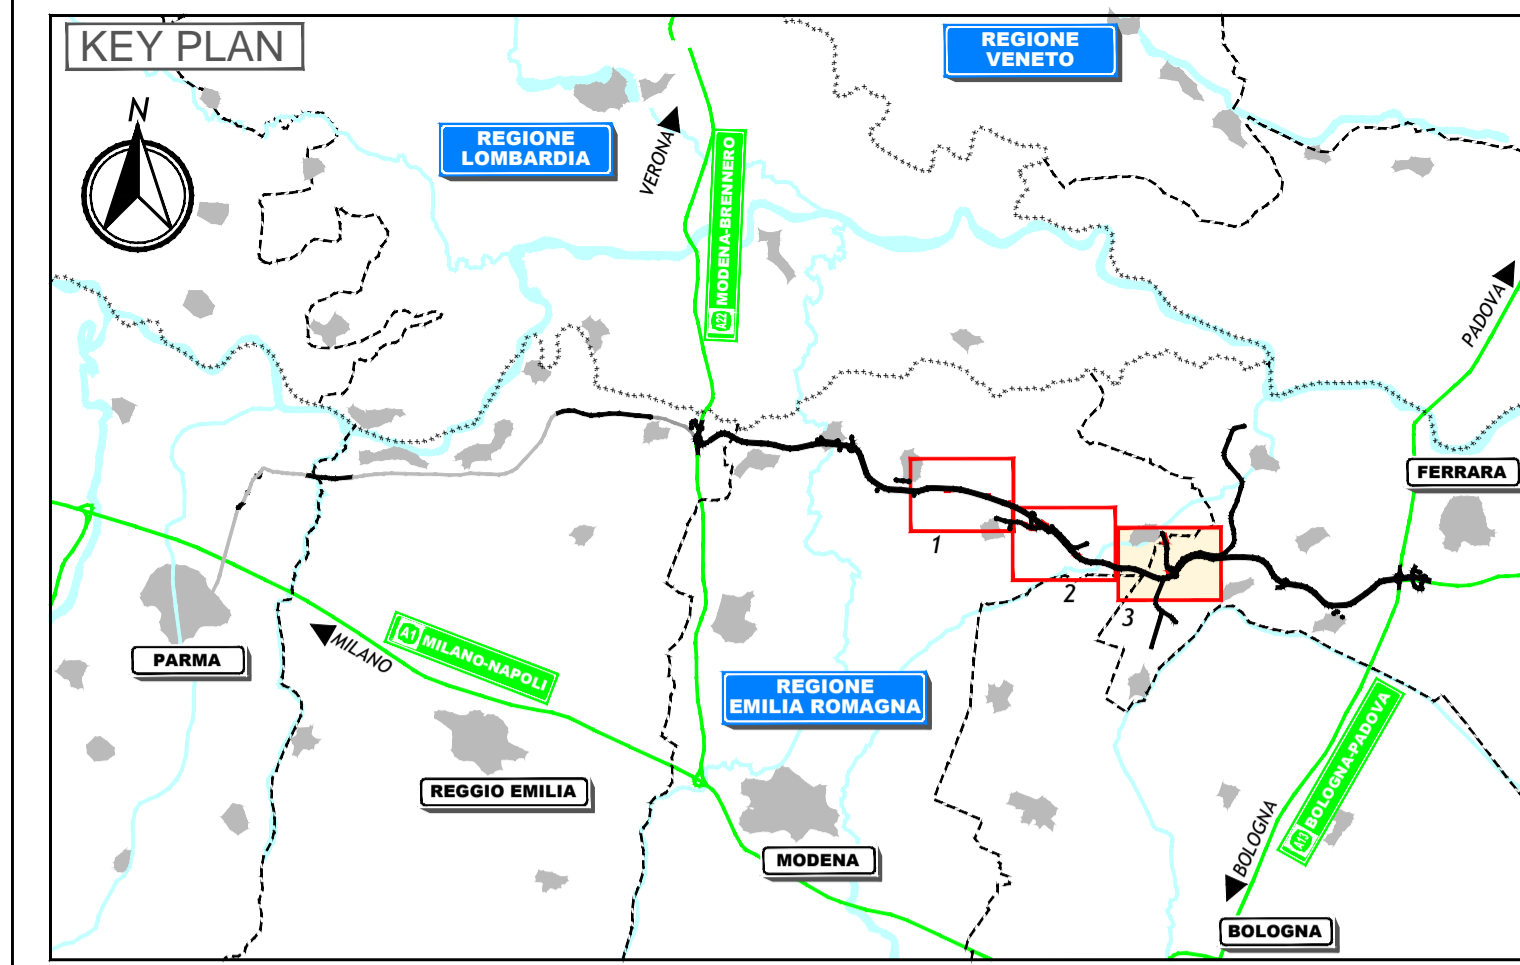 KEY PLAN
N
REGIONE
VENETO
REGIONE
LOMBARDIA
VERONA
A22 MODENA-BRENNERO
PADOVA
FERRARA
1
2
3
PARMA
MILANO
A1 MILANO-NAPOLI
REGIONE
EMILIA ROMAGNA
A13 BOLOGNA-PADOVA
REGGIO EMILIA
MODENA
BOLOGNA
BOLOGNA